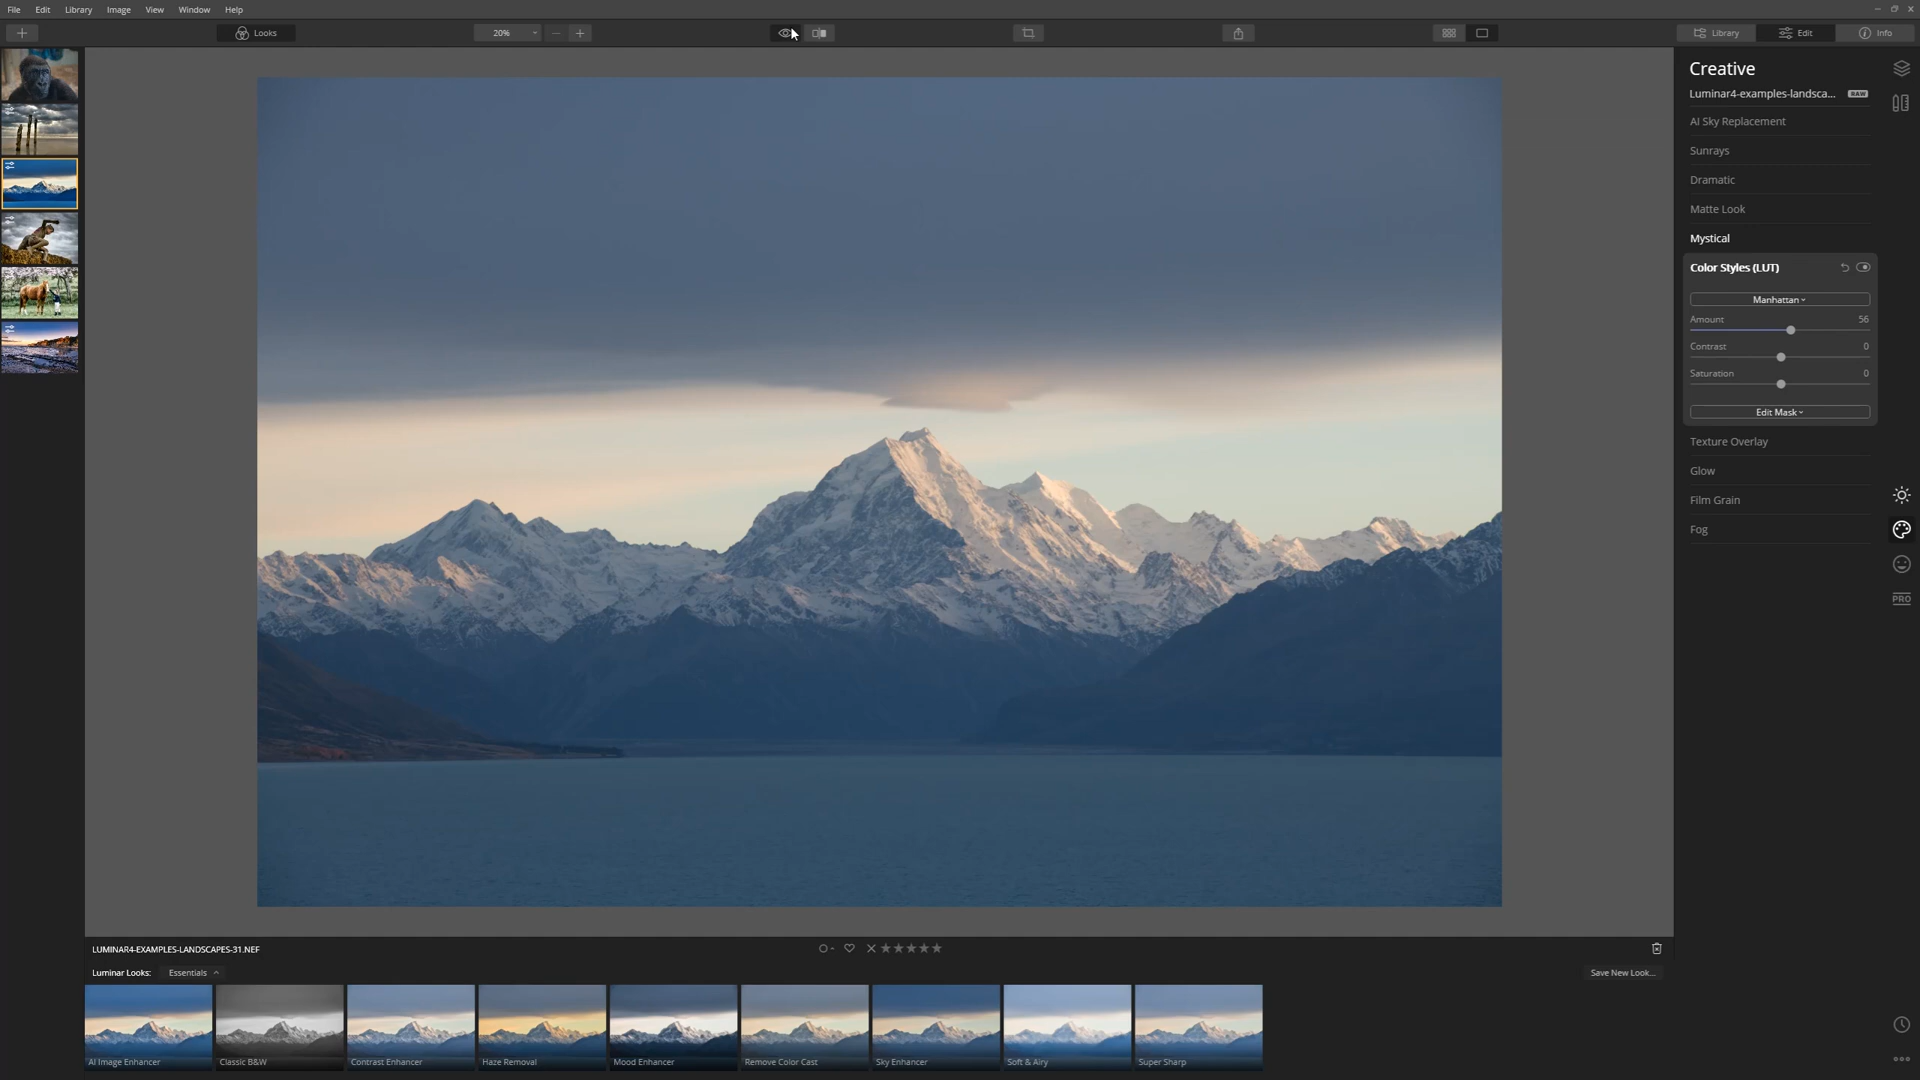 File Edit Library Image View Window Help
Looks 20% Library Edit Info
Creative
Luminar4-examples-landsca... RAW
AI Sky Replacement
Sunrays
Dramatic
Matte Look
Mystical
Color Styles (LUT)
Manhattan
Amount 56
Contrast 0
Saturation 0
Edit Mask
Texture Overlay
Glow
Film Grain
Fog
PRO
LUMINAR4-EXAMPLES-LANDSCAPES-31.NEF
Luminar Looks: Essentials Save New Look...
AI Image Enhancer Classic B&W Contrast Enhancer Haze Removal Mood Enhancer Remove Color Cast Sky Enhancer Soft & Airy Super Sharp